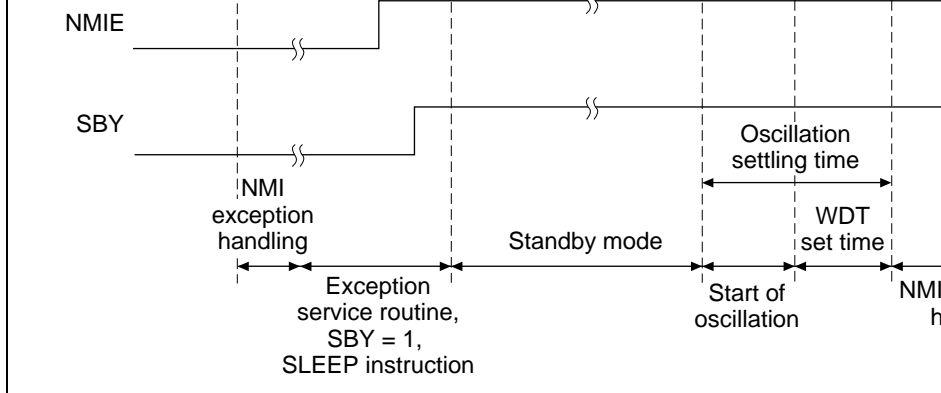 NMIE
SBY
Oscillation
settling time
NMI
exception
handling
Standby mode
WDT
set time
Exception
service routine,
SBY = 1,
SLEEP instruction
Start of
oscillation
NMI
h